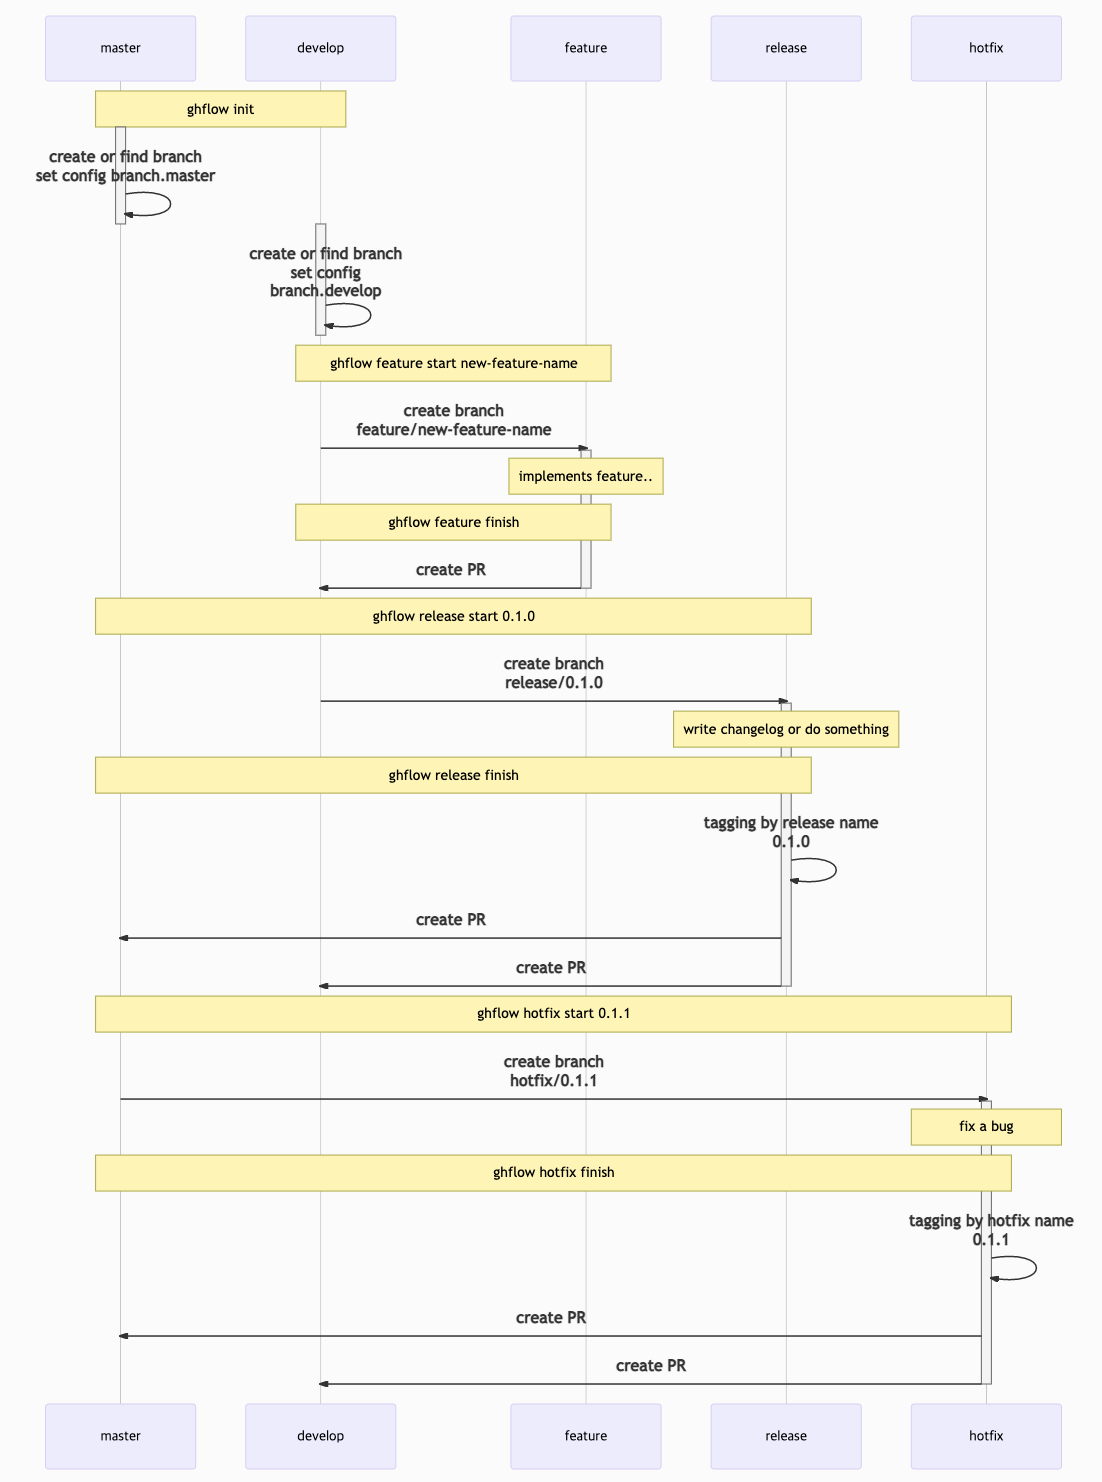 master
develop
feature
release
hotfix
ghflow init
create or find branch
set config branch.master
create or find branch
set config
branch.develop
ghflow feature start new-feature-name
create branch
feature/new-feature-name
implements feature..
ghflow feature finish
create PR
ghflow release start 0.1.0
create branch
release/0.1.0
write changelog or do something
ghflow release finish
tagging by release name
0.1.0
create PR
create PR
ghflow hotfix start 0.1.1
create branch
hotfix/0.1.1
fix a bug
ghflow hotfix finish
tagging by hotfix name
0.1.1
create PR
create PR
master
develop
feature
release
hotfix